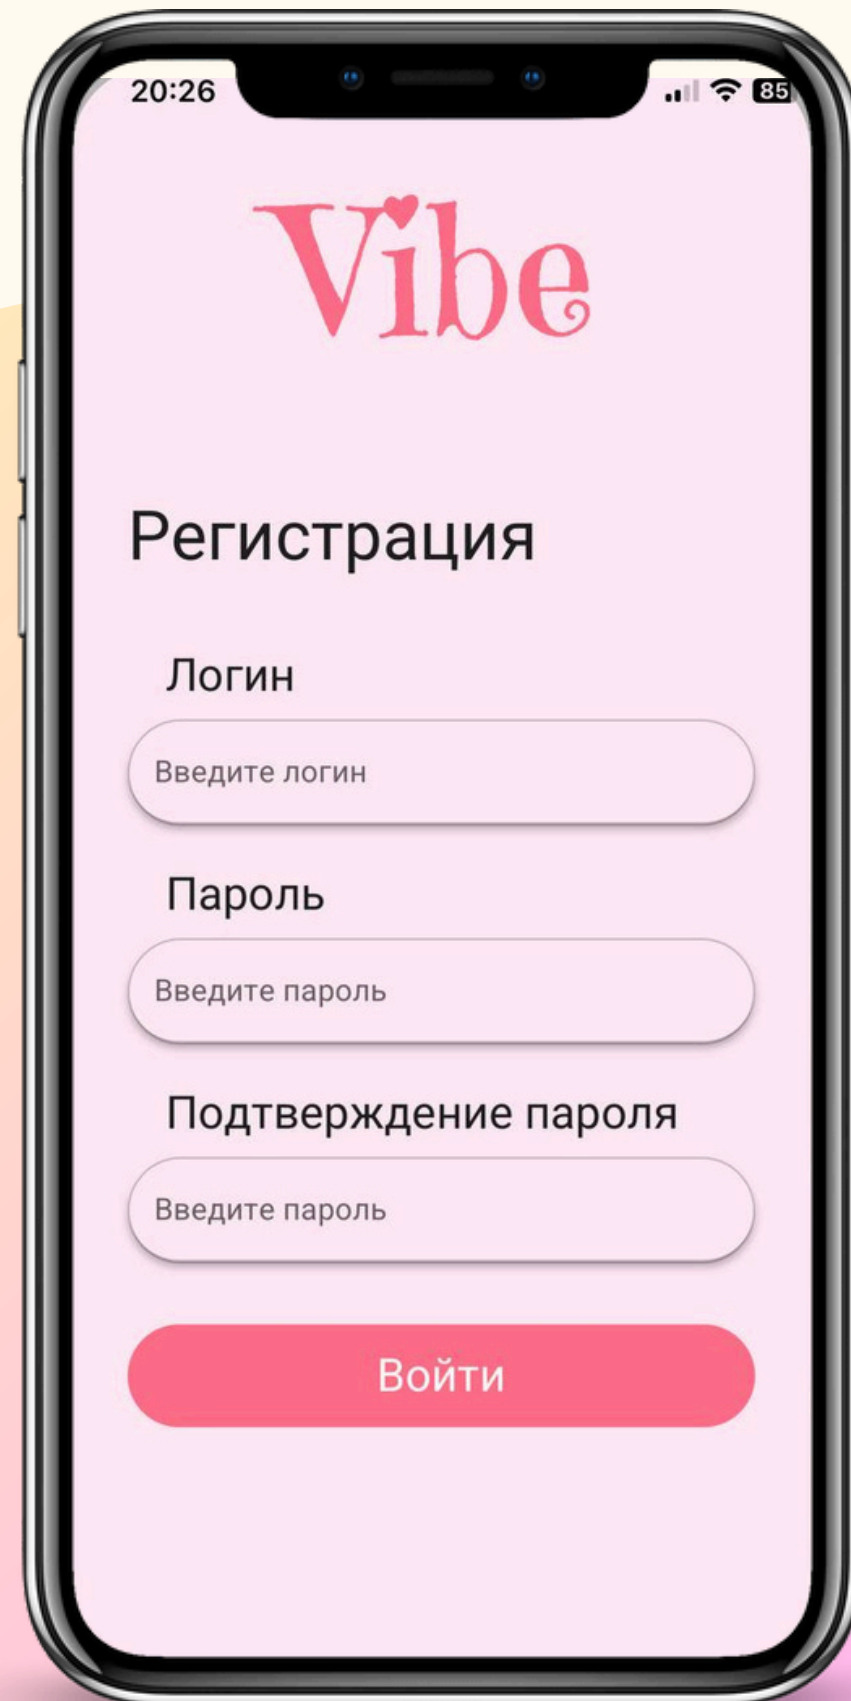 20:26
85
Vibe
Регистрация
Логин
Введите логин
Пароль
Введите пароль
Подтверждение пароля
Введите пароль
Войти